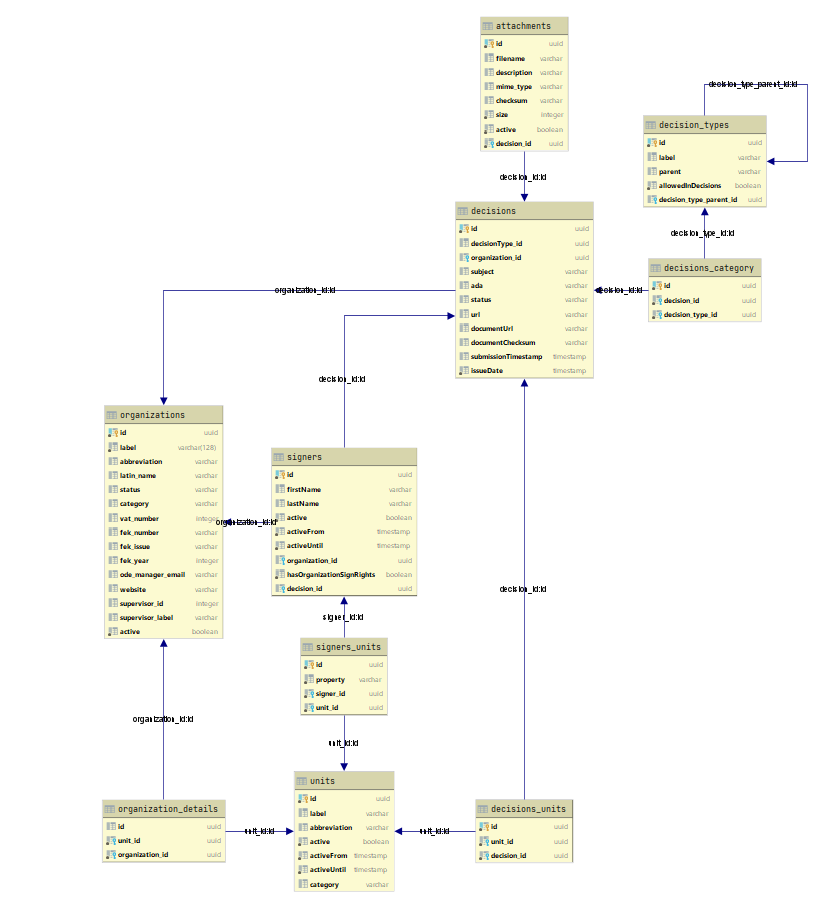 attachments
id uuid
filename varchar
description varchar
mime_type varchar
checksum varchar
size integer
active boolean
decision_id uuid
decision_type_parent_id:id
decision_types
id uuid
label varchar
parent varchar
allowedInDecisions boolean
decision_type_parent_id uuid
decision_id:id
decisions
id uuid
decisionType_id uuid
organization_id uuid
subject varchar
ada varchar
status varchar
url varchar
documentUrl varchar
documentChecksum varchar
submissionTimestamp timestamp
issueDate timestamp
decision_type_id:id
decisions_category
id uuid
decision_id uuid
decision_type_id uuid
decision_id:id
organization_id:id
decision_id:id
organizations
id uuid
label varchar(128)
abbreviation varchar
latin_name varchar
status varchar
category varchar
vat_number integer
fek_number varchar
fek_issue varchar
fek_year integer
ode_manager_email varchar
website varchar
supervisor_id integer
supervisor_label varchar
active boolean
organization_id:id
signers
id uuid
firstName varchar
lastName varchar
active boolean
activeFrom timestamp
activeUntil timestamp
organization_id uuid
hasOrganizationSignRights boolean
decision_id uuid
decision_id:id
signer_id:id
signers_units
id uuid
property varchar
signer_id uuid
unit_id uuid
organization_id:id
unit_id:id
organization_details
id uuid
unit_id uuid
organization_id uuid
unit_id:id
units
id uuid
label varchar
abbreviation varchar
active boolean
activeFrom timestamp
activeUntil timestamp
category varchar
unit_id:id
decisions_units
id uuid
unit_id uuid
decision_id uuid